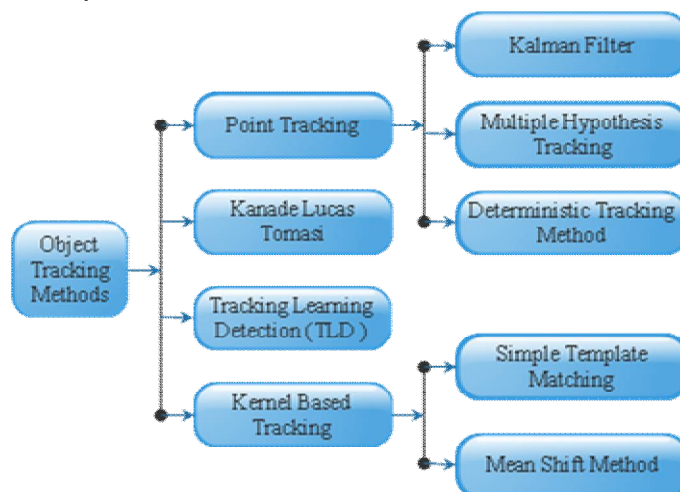 Object
Tracking
Methods
Point Tracking
Kanade Lucas
Tomasi
Tracking Learning
Detection ( TLD )
Kernel Based
Tracking
Kalman Filter
Multiple Hypothesis
Tracking
Deterministic Tracking
Method
Simple Template
Matching
Mean Shift Method